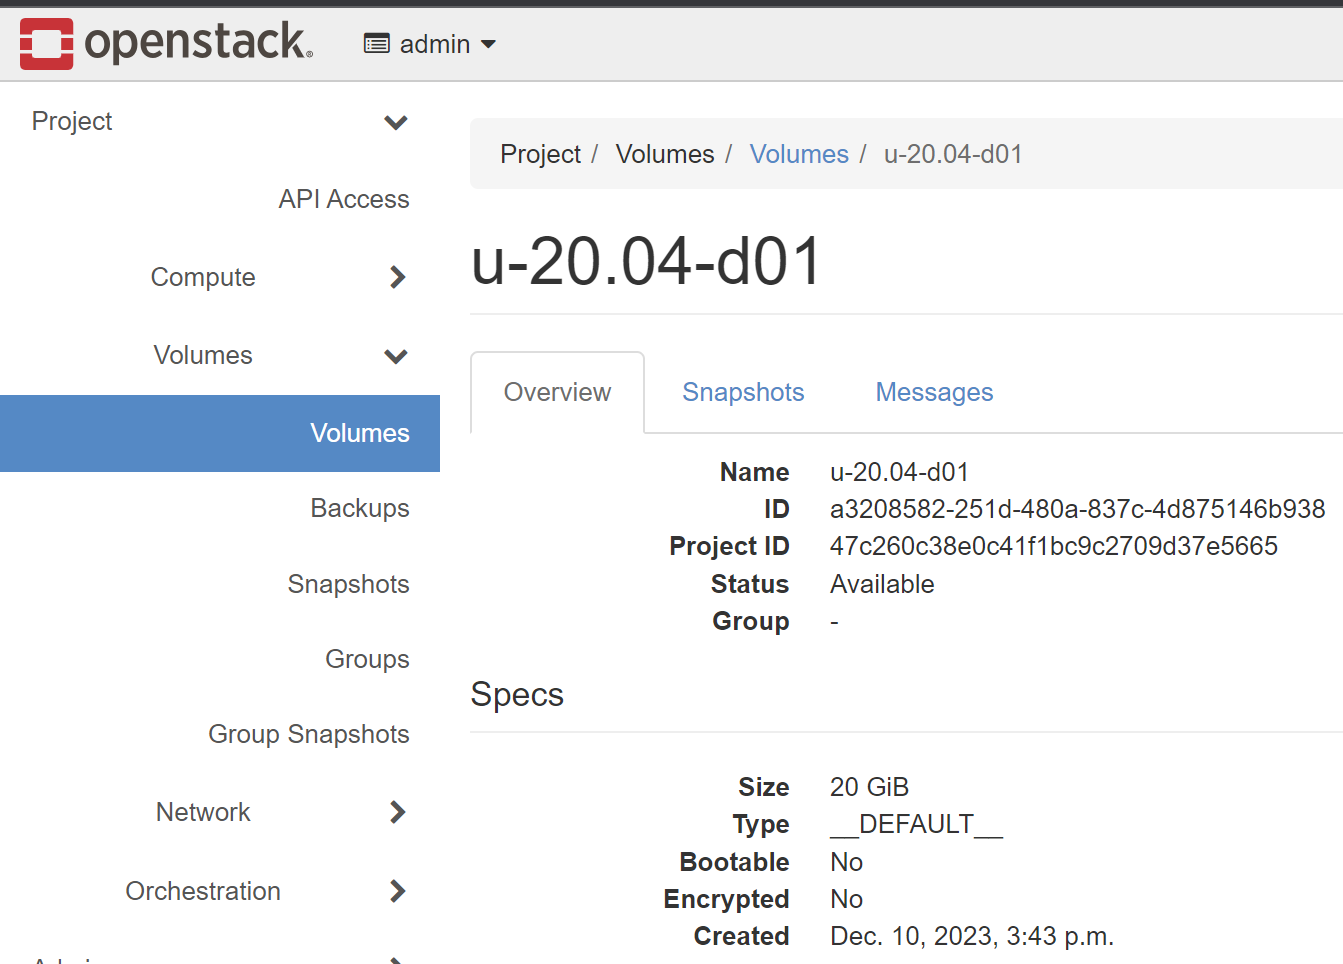 openstack. admin
Project
API Access
Compute
Volumes
Volumes
Backups
Snapshots
Groups
Group Snapshots
Network
Orchestration
Project / Volumes / Volumes / u-20.04-d01
u-20.04-d01
Overview Snapshots Messages
Name u-20.04-d01
ID a3208582-251d-480a-837c-4d875146b938
Project ID 47c260c38e0c41f1bc9c2709d37e5665
Status Available
Group -
Specs
Size 20 GiB
Type __DEFAULT__
Bootable No
Encrypted No
Created Dec. 10, 2023, 3:43 p.m.